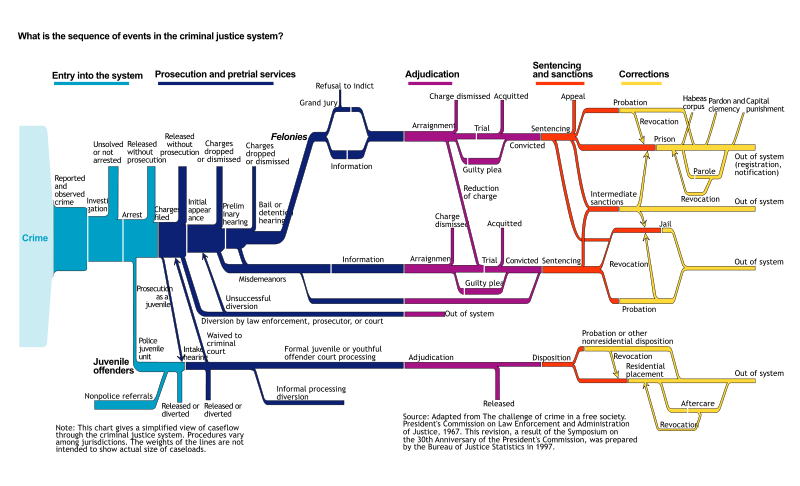 What is the sequence of events in the criminal justice system?
Entry into the system
Prosecution and pretrial services
Adjudication
Sentencing
and sanctions
Corrections
Crime
Reported
and
observed
crime
Investi
gation
Unsolved
or not
arrested
Arrest
Released
without
prosecution
Charges
filed
Released
without
prosecution
Initial
appear
ance
Charges
dropped
or dismissed
Prelim
inary
hearing
Charges
dropped
or dismissed
Bail or
detention
hearing
Felonies
Refusal to Indict
Grand jury
Information
Arraignment
Charge dismissed
Acquitted
Trial
Convicted
Guilty plea
Reduction
of charge
Sentencing
Appeal
Probation
Revocation
Prison
Habeas
corpus
Pardon and
clemency
Capital
punishment
Out of system
(registration,
notification)
Parole
Revocation
Intermediate
sanctions
Out of system
Misdemeanors
Information
Arraignment
Charge
dismissed
Acquitted
Trial
Convicted
Guilty plea
Sentencing
Jail
Revocation
Out of system
Probation
Unsuccessful
diversion
Diversion by law enforcement, prosecutor, or court
Out of system
Prosecution
as a
juvenile
Waived to
criminal
court
Police
juvenile
unit
Juvenile
offenders
Intake
hearing
Nonpolice referrals
Released or
diverted
Released or
diverted
Formal juvenile or youthful
offender court processing
Informal processing
diversion
Adjudication
Released
Disposition
Probation or other
nonresidential disposition
Revocation
Residential
placement
Out of system
Aftercare
Revocation
Note: This chart gives a simplified view of caseflow
through the criminal justice system. Procedures vary
among jurisdictions. The weights of the lines are not
intended to show actual size of caseloads.
Source: Adapted from The challenge of crime in a free society.
President's Commission on Law Enforcement and Administration
of Justice, 1967. This revision, a result of the Symposium on
the 30th Anniversary of the President's Commission, was prepared
by the Bureau of Justice Statistics in 1997.